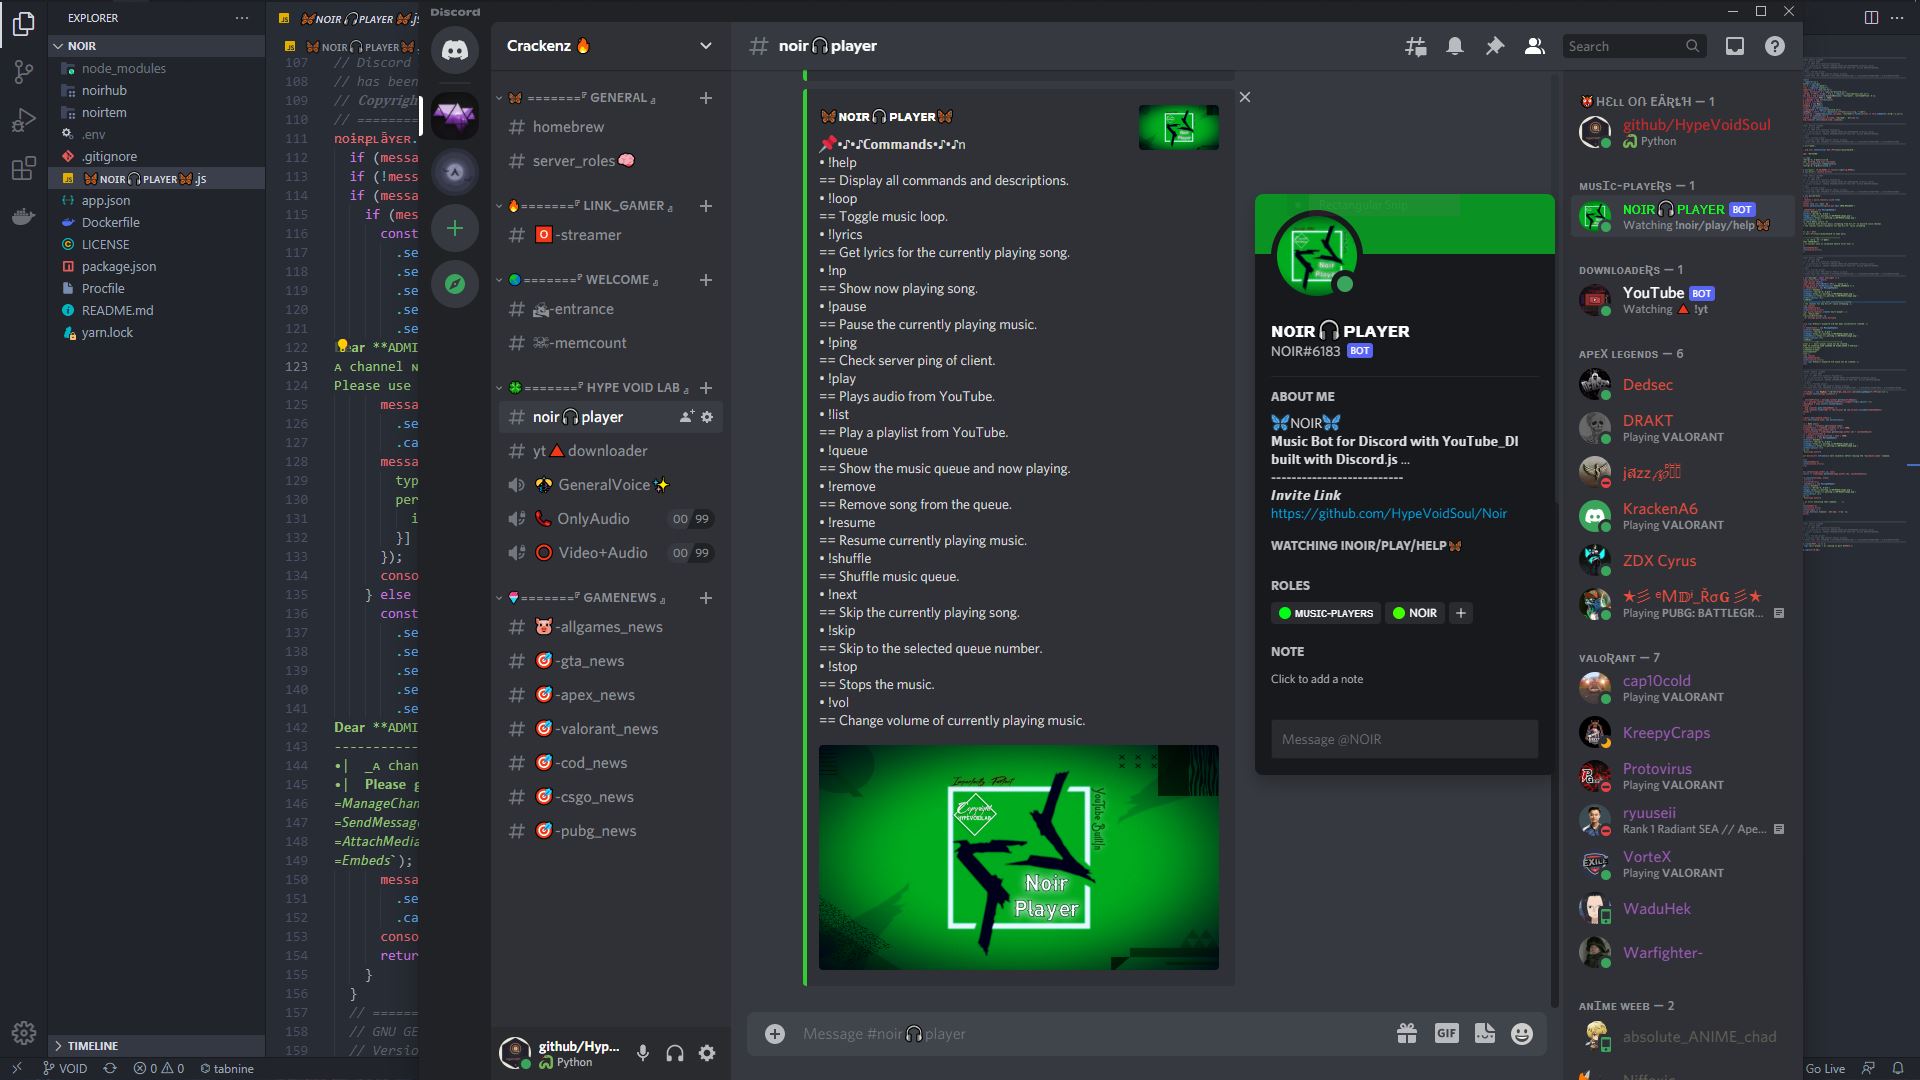 EXPLORER
NOIR
node_modules
noirhub
noirtem
.env
.gitignore
🦋NOIR🎧PLAYER🦋.js
app.json
Dockerfile
LICENSE
package.json
Procfile
README.md
yarn.lock
TIMELINE
VOID
0 0
tabnine
🦋NOIR🎧PLAYER🦋.js
🦋NOIR🎧PLAYER🦋
107 // Discord
108 // has been
109 // Copyrigh
110 // =========
111
112 if (messa
113 if (!mess
114 if (messa
115 if (mes
116 const
117 .se
118 .se
119 .se
120 .se
121 .se
122 Dear **ADMI
123 ᴀ channel ɴ
124 Please use
125 messa
126 .se
127 .ca
128 messa
129 typ
130 per
131 i
132 }]
133 });
134 conso
135 } else
136 const
137 .se
138 .se
139 .se
140 .se
141 .se
142 Dear **ADMI
143 ---------
144 •| _ᴀ chan
145 •| Please g
146 =ManageChan
147 =SendMessage
148 =AttachMedia
149 =Embeds`);
150 messa
151 .se
152 .ca
153 conso
154 retur
155 }
156 }
157 // ======
158 // GNU GE
159 // Versio
Discord
Crackenz 🔥
🦋=======『 GENERAL 』
homebrew
server_roles🧠
🔥=======『 LINK_GAMER 』
🅾-streamer
=======『 WELCOME 』
-entrance
-memcount
🍀=======『 HYPE VOID LAB 』
noir🎧player
yt🔺downloader
GeneralVoice✨
📞 OnlyAudio
00 99
⭕ Video+Audio
00 99
=======『 GAMENEWS 』
🐷-allgames_news
🎯-gta_news
🎯-apex_news
🎯-valorant_news
🎯-cod_news
🎯-csgo_news
🎯-pubg_news
github/Hyp...
Python
noir🎧player
Search
🦋NOIR🎧PLAYER🦋
📌•♪•♪Commands•♪•♪n
• !help
== Display all commands and descriptions.
• !loop
== Toggle music loop.
• !lyrics
== Get lyrics for the currently playing song.
• !np
== Show now playing song.
• !pause
== Pause the currently playing music.
• !ping
== Check server ping of client.
• !play
== Plays audio from YouTube.
• !list
== Play a playlist from YouTube.
• !queue
== Show the music queue and now playing.
• !remove
== Remove song from the queue.
• !resume
== Resume currently playing music.
• !shuffle
== Shuffle music queue.
• !next
== Skip the currently playing song.
• !skip
== Skip to the selected queue number.
• !stop
== Stops the music.
• !vol
== Change volume of currently playing music.
Imperfectly Perfect
Copyright
HYPEVOIDLAB
YouTube BuiltIn
Noir
Player
Message #noir🎧player
GIF
Rectangular Snip
Noir
Player
NOIR🎧PLAYER
NOIR#6183 BOT
ABOUT ME
🦋NOIR🦋
Music Bot for Discord with YouTube_Dl
built with Discord.js ...
-------------------------
Invite Link
https://github.com/HypeVoidSoul/Noir
WATCHING !NOIR/PLAY/HELP🦋
ROLES
MUSIC-PLAYERS
NOIR
NOTE
Click to add a note
Message @NOIR
— 1
github/HypeVoidSoul
Python
MUSIC-PLAYERS — 1
NOIR🎧PLAYER BOT
Watching !noir/play/help🦋
DOWNLOADERS — 1
YouTube BOT
Watching 🔺 !yt
APEX LEGENDS — 6
Dedsec
DRAKT
Playing VALORANT
KrackenA6
Playing VALORANT
ZDX Cyrus
Playing PUBG: BATTLEGR...
VALORANT — 7
cap10cold
Playing VALORANT
KreepyCraps
Protovirus
Playing VALORANT
ryuuseii
Rank 1 Radiant SEA // Ape...
VorteX
Playing VALORANT
WaduHek
Warfighter-
ANIME WEEB — 2
absolute_ANIME_chad
Go Live